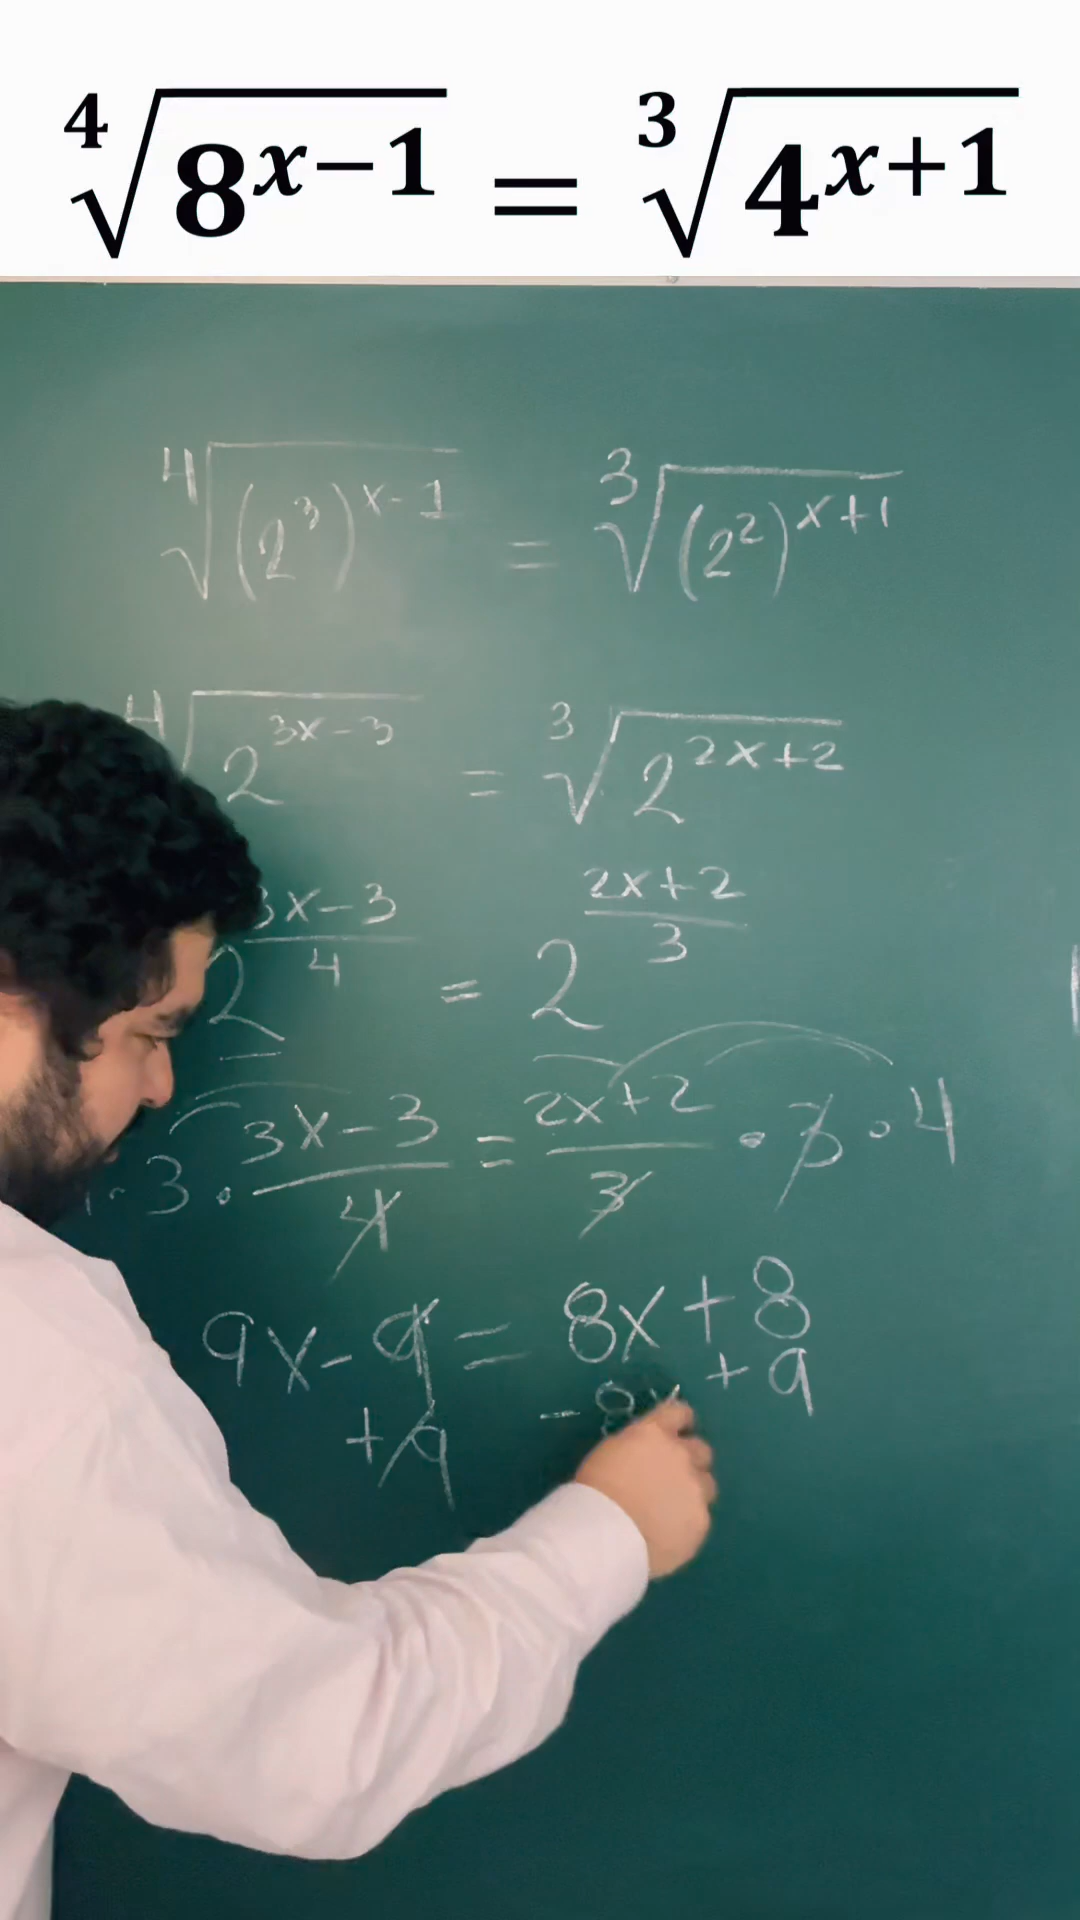 ⁴√(8^(x−1)) = ³√(4^(x+1))
⁴√((2³)^(x-1)) = ³√((2²)^(x+1))
⁴√(2^(3x-3)) = ³√(2^(2x+2))
2^((3x-3)/4) = 2^((2x+2)/3)
· 3 · (3x-3)/4 = (2x+2)/3 · 3 · 4
9x - 9 = 8x + 8
+9 -8x +9